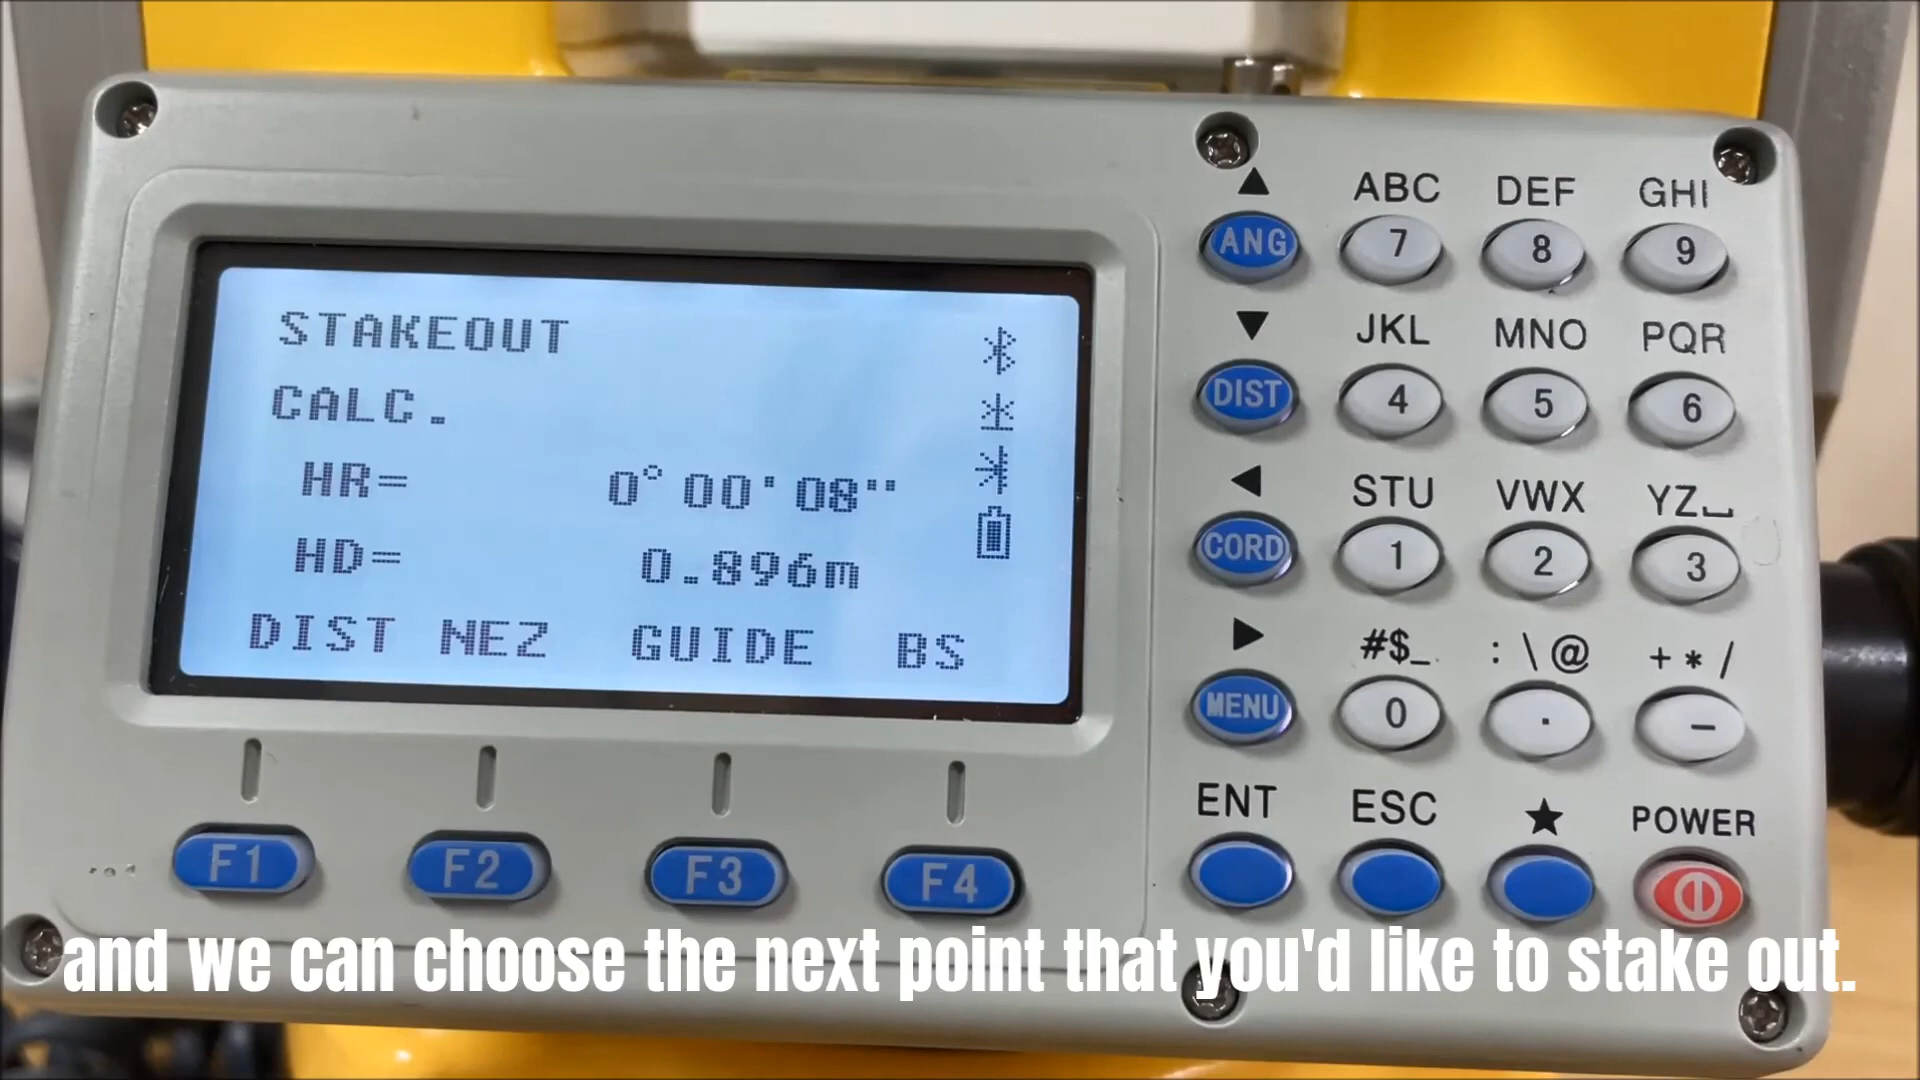 STAKEOUT
CALC.
HR= 0°00'08"
HD= 0.896m
DIST NEZ GUIDE BS
F1 F2 F3 F4
ABC DEF GHI
ANG 7 8 9
JKL MNO PQR
DIST 4 5 6
STU VWX YZ⎵
CORD 1 2 3
#$_ :\@ +*/
MENU 0 . -
ENT ESC ★ POWER
and we can choose the next point that you'd like to stake out.